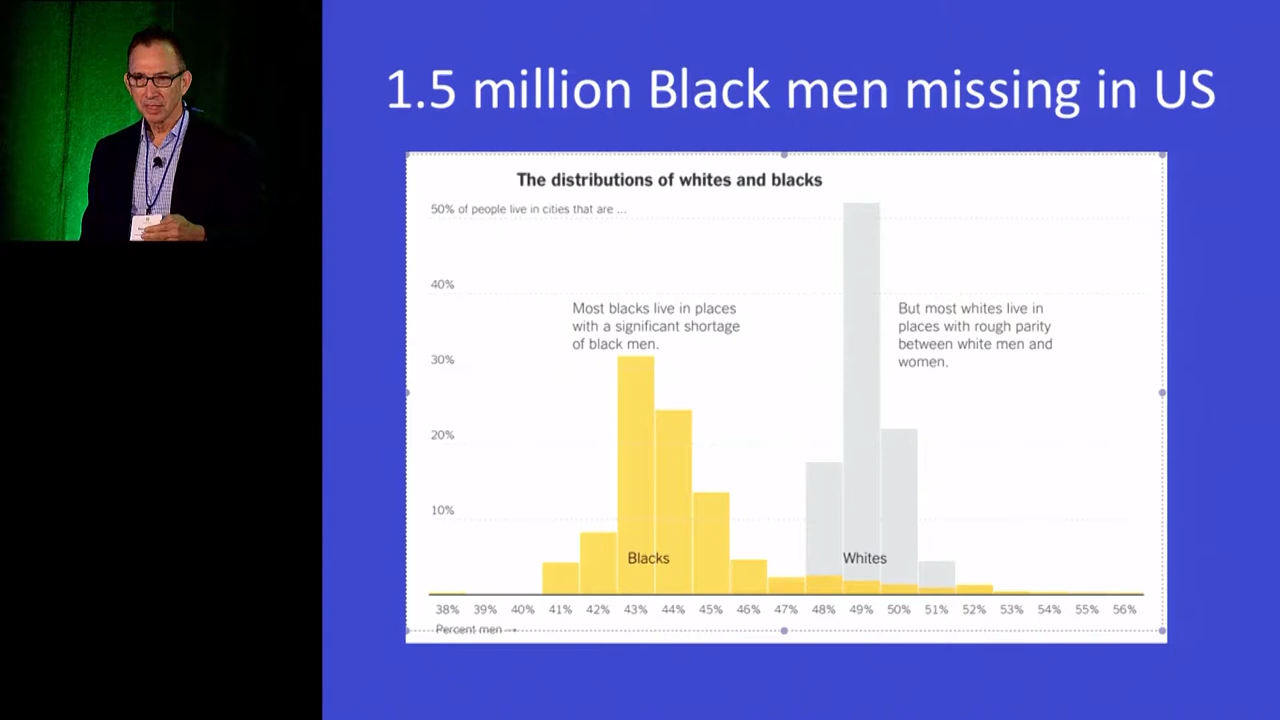 1.5 million Black men missing in US
The distributions of whites and blacks
50% of people live in cities that are ...
40%
30%
20%
10%
Most blacks live in places
with a significant shortage
of black men.
But most whites live in
places with rough parity
between white men and
women.
Blacks
Whites
38% 39% 40% 41% 42% 43% 44% 45% 46% 47% 48% 49% 50% 51% 52% 53% 54% 55% 56%
Percent men →